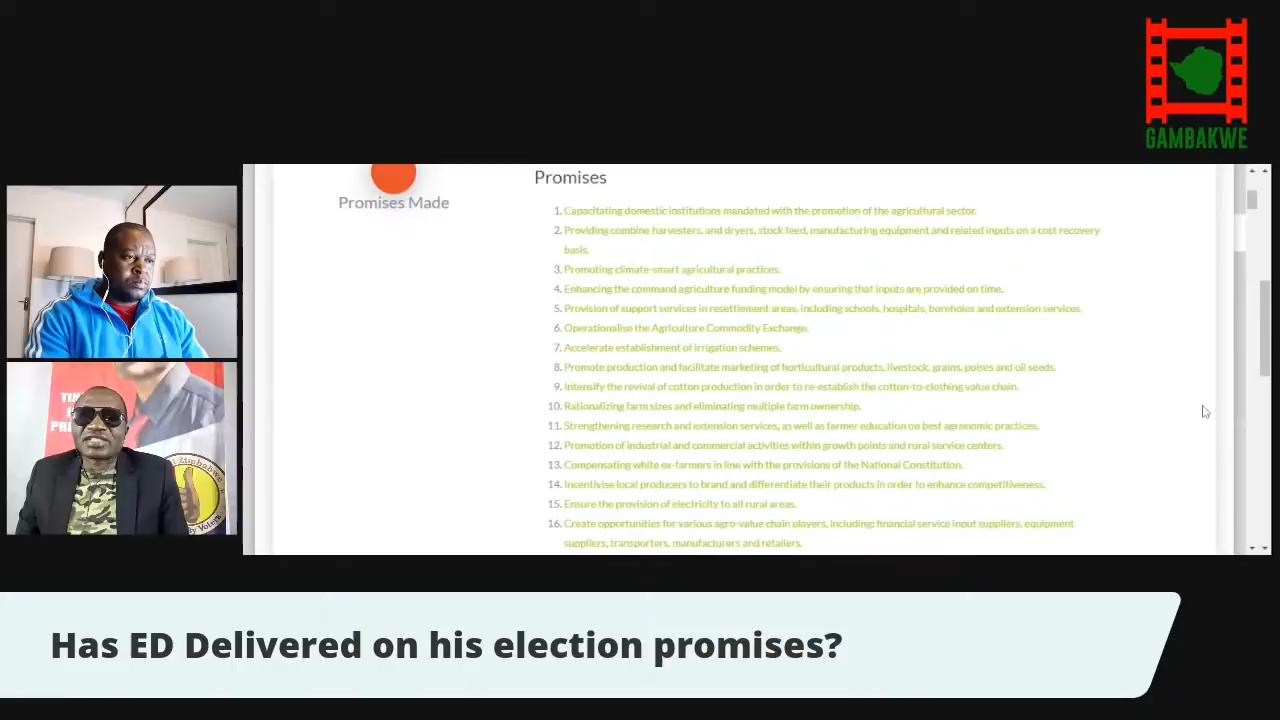 GAMBAKWE
Promises Made
Promises
1. Capacitating domestic institutions mandated with the promotion of the agricultural sector.
2. Providing combine harvesters, and dryers, stock feed, manufacturing equipment and related inputs on a cost recovery
basis.
3. Promoting climate-smart agricultural practices.
4. Enhancing the command agriculture funding model by ensuring that inputs are provided on time.
5. Provision of support services in resettlement areas, including schools, hospitals, boreholes and extension services.
6. Operationalise the Agriculture Commodity Exchange.
7. Accelerate establishment of irrigation schemes.
8. Promote production and facilitate marketing of horticultural products, livestock, grains, pulses and oil seeds.
9. Intensify the revival of cotton production in order to re-establish the cotton-to-clothing value chain.
10. Rationalizing farm sizes and eliminating multiple farm ownership.
11. Strengthening research and extension services, as well as farmer education on best agronomic practices.
12. Promotion of industrial and commercial activities within growth points and rural service centers.
13. Compensating white ex-farmers in line with the provisions of the National Constitution.
14. Incentivise local producers to brand and differentiate their products in order to enhance competitiveness.
15. Ensure the provision of electricity to all rural areas.
16. Create opportunities for various agro-value chain players, including: financial service input suppliers, equipment
suppliers, transporters, manufacturers and retailers.
Has ED Delivered on his election promises?